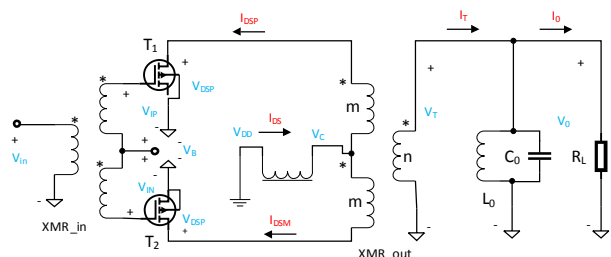 I_DSP
I_T
I_0
T_1
+
+
+
*
m
*
*
*
+
V_DSP
V_IP
+
V_in
-
XMR_in
-
+
+
V_B
-
-
V_DD
I_DS
V_C
*
*
m
V_T
n
C_0
L_0
V_0
R_L
V_IN
V_DSP
+
+
T_2
I_DSM
XMR_out
-
-
-
-